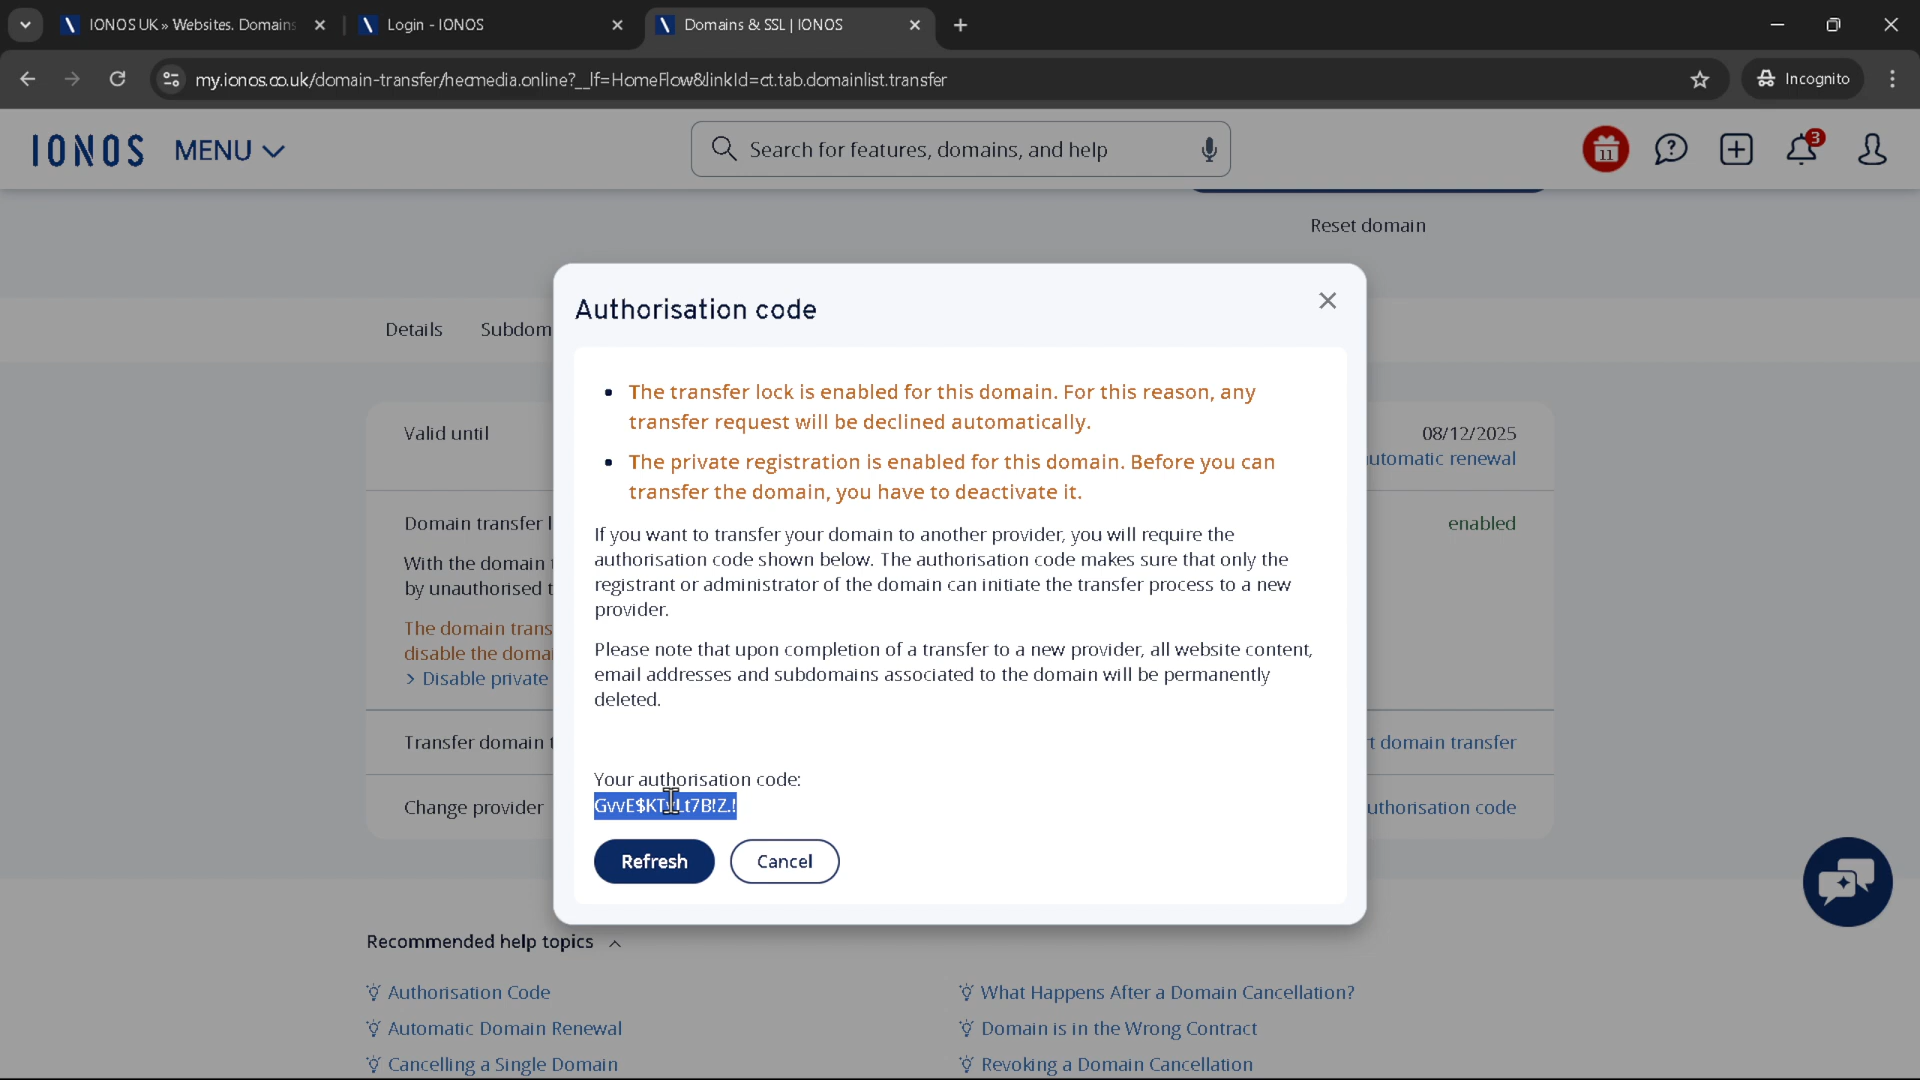 IONOS UK » Websites. Domains
Login - IONOS
Domains & SSL | IONOS
my.ionos.co.uk/domain-transfer/hecmedia.online?__lf=HomeFlow&linkId=ct.tab.domainlist.transfer
Incognito
IONOS
MENU
Search for features, domains, and help
11
3
Reset domain
Authorisation code
Details
Subdom
The transfer lock is enabled for this domain. For this reason, any
transfer request will be declined automatically.
The private registration is enabled for this domain. Before you can
transfer the domain, you have to deactivate it.
If you want to transfer your domain to another provider, you will require the
authorisation code shown below. The authorisation code makes sure that only the
registrant or administrator of the domain can initiate the transfer process to a new
provider.
Please note that upon completion of a transfer to a new provider, all website content,
email addresses and subdomains associated to the domain will be permanently
deleted.
Your authorisation code:
Refresh
Cancel
Valid until
08/12/2025
utomatic renewal
Domain transfer l
enabled
With the domain t
by unauthorised t
The domain trans
disable the domai
> Disable private
Transfer domain t
t domain transfer
Change provider
uthorisation code
Recommended help topics
Authorisation Code
What Happens After a Domain Cancellation?
Automatic Domain Renewal
Domain is in the Wrong Contract
Cancelling a Single Domain
Revoking a Domain Cancellation